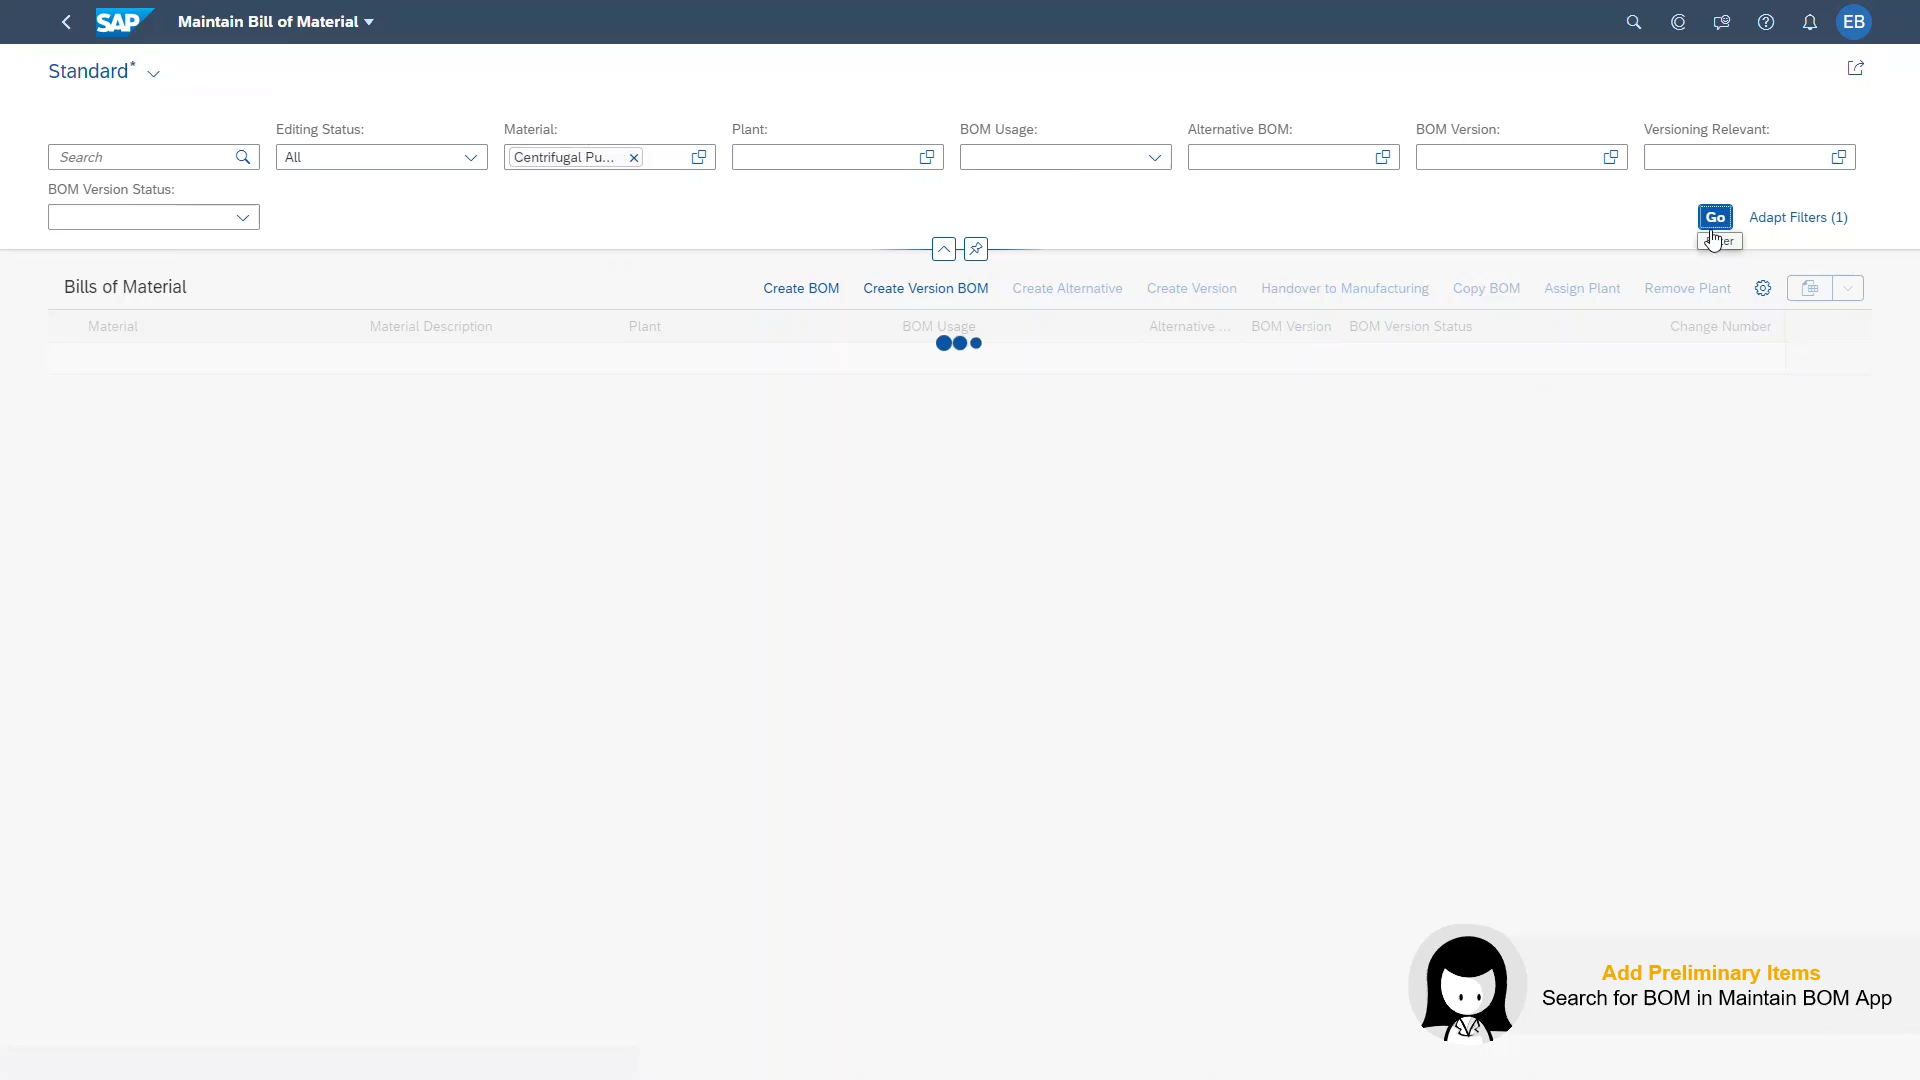 SAP Maintain Bill of Material EB
Standard*
Editing Status: Material: Plant: BOM Usage: Alternative BOM: BOM Version: Versioning Relevant:
Search All Centrifugal Pu...
BOM Version Status:
Go Adapt Filters (1)
Bills of Material Create BOM Create Version BOM Create Alternative Create Version Handover to Manufacturing Copy BOM Assign Plant Remove Plant
Material Material Description Plant BOM Usage Alternative ... BOM Version BOM Version Status Change Number
Add Preliminary Items
Search for BOM in Maintain BOM App